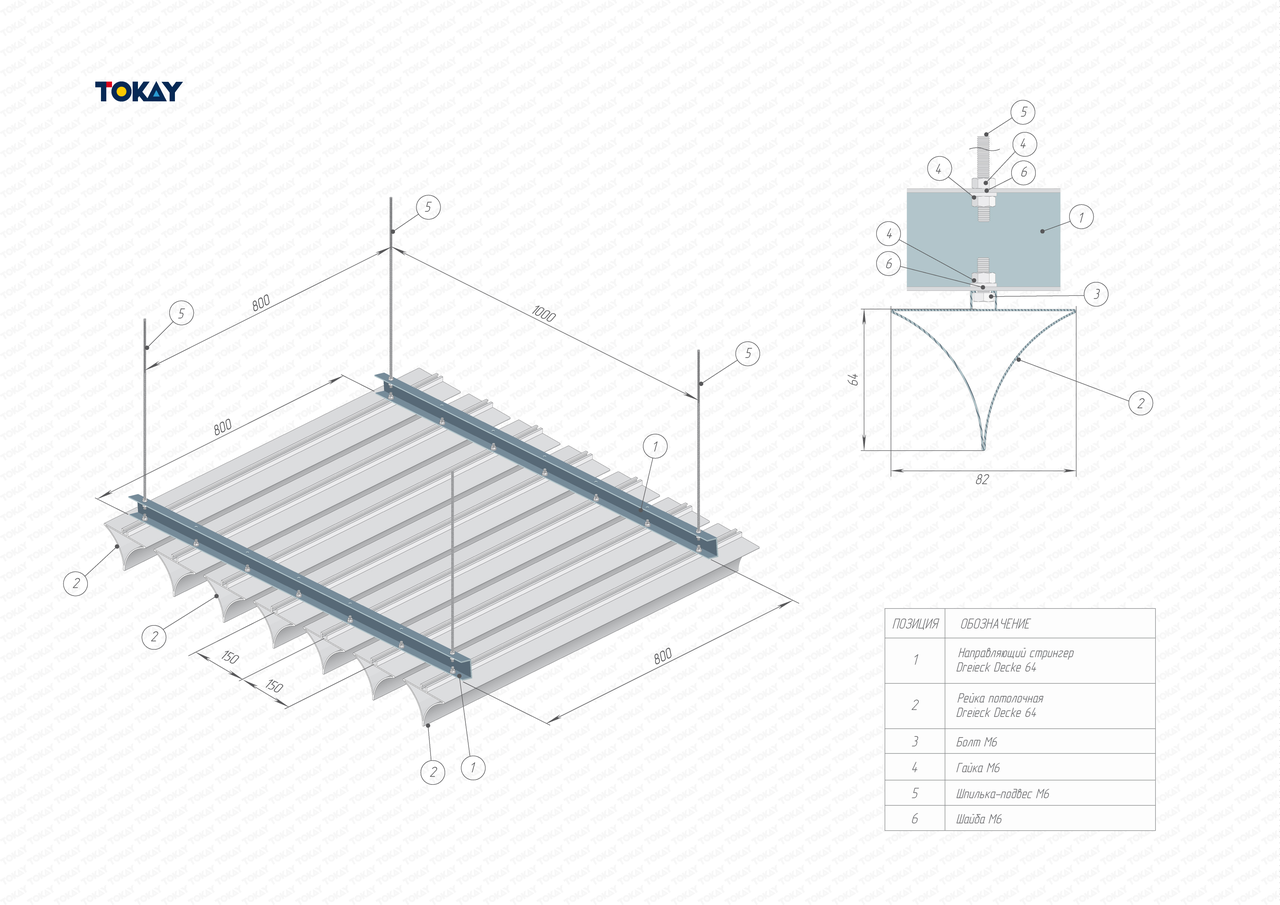 TOKAY
5
5
800
1000
5
800
1
2
2
150
150
800
2
1
5
4
4
6
1
4
6
3
64
2
82
ПОЗИЦИЯ ОБОЗНАЧЕНИЕ
1 Направляющий стрингер
Dreieck Decke 64
2 Рейка потолочная
Dreieck Decke 64
3 Болт М6
4 Гайка М6
5 Шпилька-подвес М6
6 Шайба М6